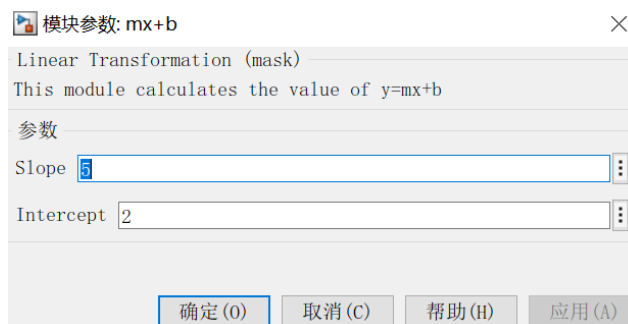 模块参数: mx+b
Linear Transformation (mask)
This module calculates the value of y=mx+b
参数
Slope 5
Intercept 2
确定(O) 取消(C) 帮助(H) 应用(A)